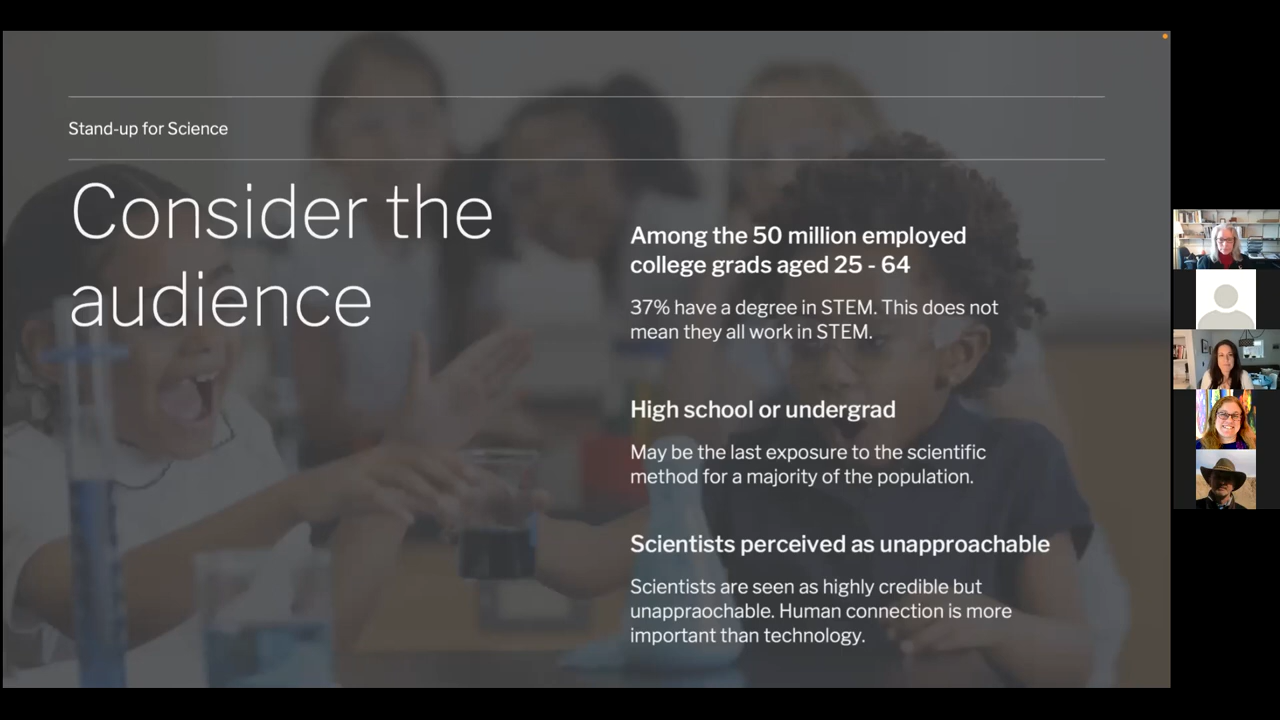 Stand-up for Science
Consider the
audience
Among the 50 million employed
college grads aged 25 - 64
37% have a degree in STEM. This does not
mean they all work in STEM.
High school or undergrad
May be the last exposure to the scientific
method for a majority of the population.
Scientists perceived as unapproachable
Scientists are seen as highly credible but
unappraochable. Human connection is more
important than technology.